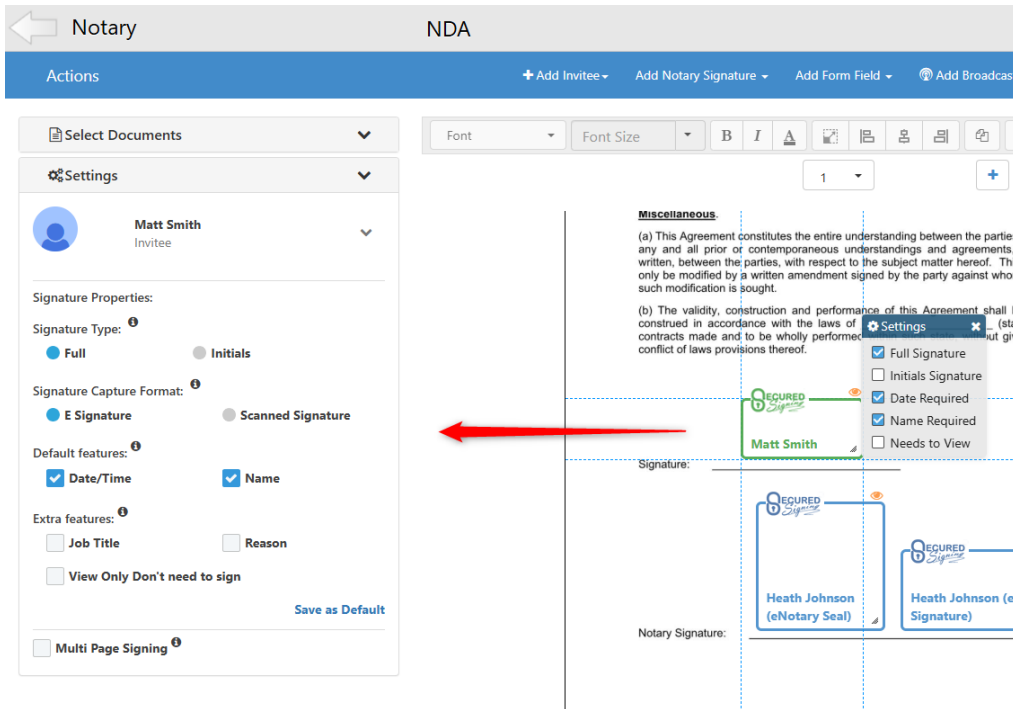 Notary
NDA
Actions
Add Invitee
Add Notary Signature
Add Form Field
Add Broadcas
Select Documents
Settings
Matt Smith
Invitee
Signature Properties:
Signature Type:
Full
Initials
Signature Capture Format:
E Signature
Scanned Signature
Default features:
Date/Time
Name
Extra features:
Job Title
Reason
View Only Don't need to sign
Save as Default
Multi Page Signing
Font
Font Size
B
I
A
1
Miscellaneous.
(a) This Agreement constitutes the entire understanding between the parties
any and all prior or contemporaneous understandings and agreements,
written, between the parties, with respect to the subject matter hereof. Th
only be modified by a written amendment signed by the party against who
such modification is sought.
(b) The validity, construction and performance of this Agreement shall
construed in accordance with the laws of (sta
contracts made and to be wholly performed within such state, without gi
conflict of laws provisions thereof.
Settings
Full Signature
Initials Signature
Date Required
Name Required
Needs to View
SECURED
Signing
Matt Smith
Signature:
SECURED
Signing
Heath Johnson
(eNotary Seal)
SECURED
Signing
Heath Johnson (e
Signature)
Notary Signature: